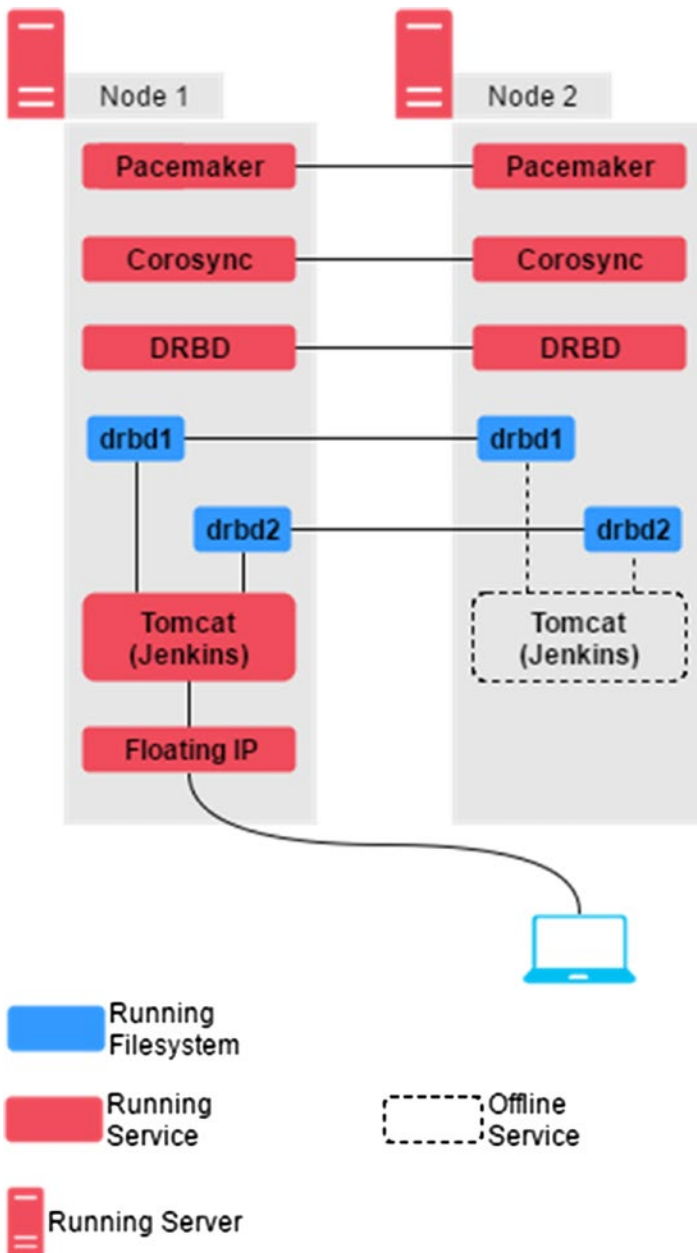 Node 1
Node 2
Pacemaker
Pacemaker
Corosync
Corosync
DRBD
DRBD
drbd1
drbd1
drbd2
drbd2
Tomcat
(Jenkins)
Tomcat
(Jenkins)
Floating IP
Running
Filesystem
Running
Service
Offline
Service
Running Server